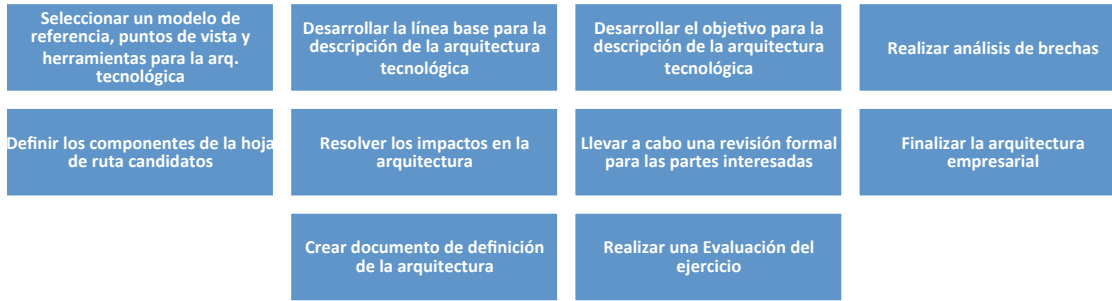 Seleccionar un modelo de
referencia, puntos de vista y
herramientas para la arq.
tecnológica
Desarrollar la línea base para la
descripción de la arquitectura
tecnológica
Desarrollar el objetivo para la
descripción de la arquitectura
tecnológica
Realizar análisis de brechas
Definir los componentes de la hoja
de ruta candidatos
Resolver los impactos en la
arquitectura
Llevar a cabo una revisión formal
para las partes interesadas
Finalizar la arquitectura
empresarial
Crear documento de definición
de la arquitectura
Realizar una Evaluación del
ejercicio